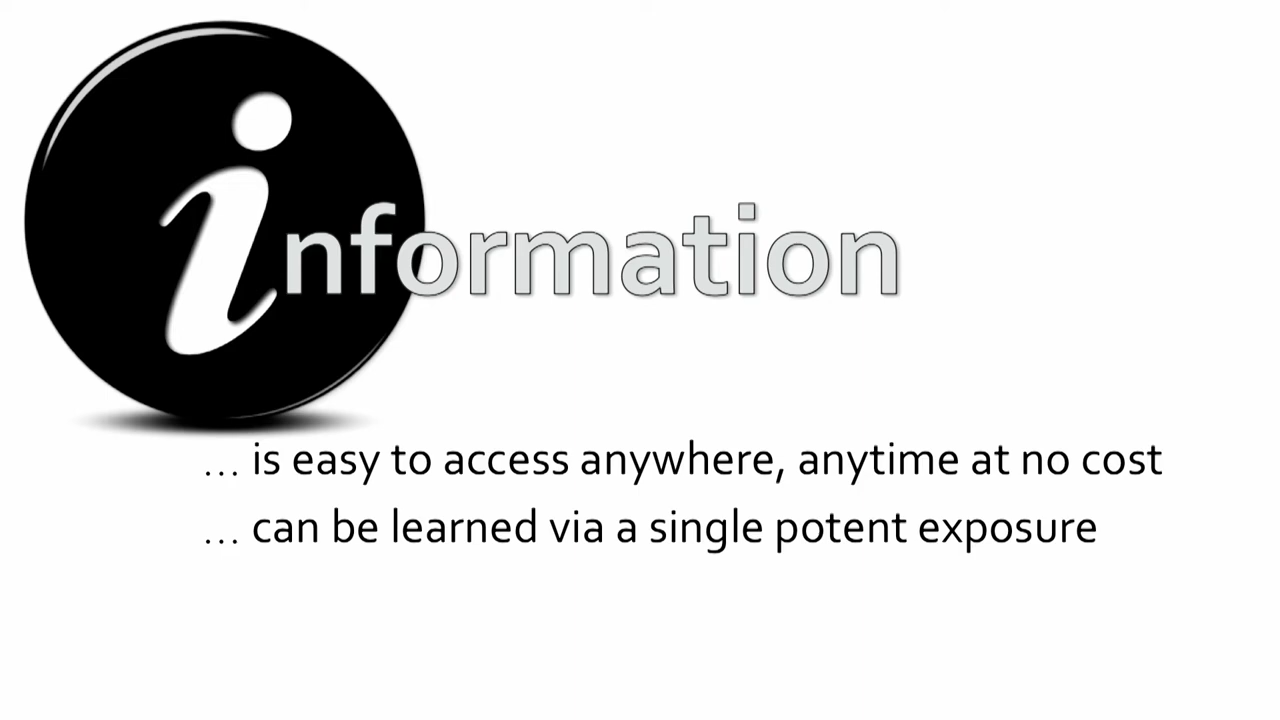 information
... is easy to access anywhere, anytime at no cost
... can be learned via a single potent exposure